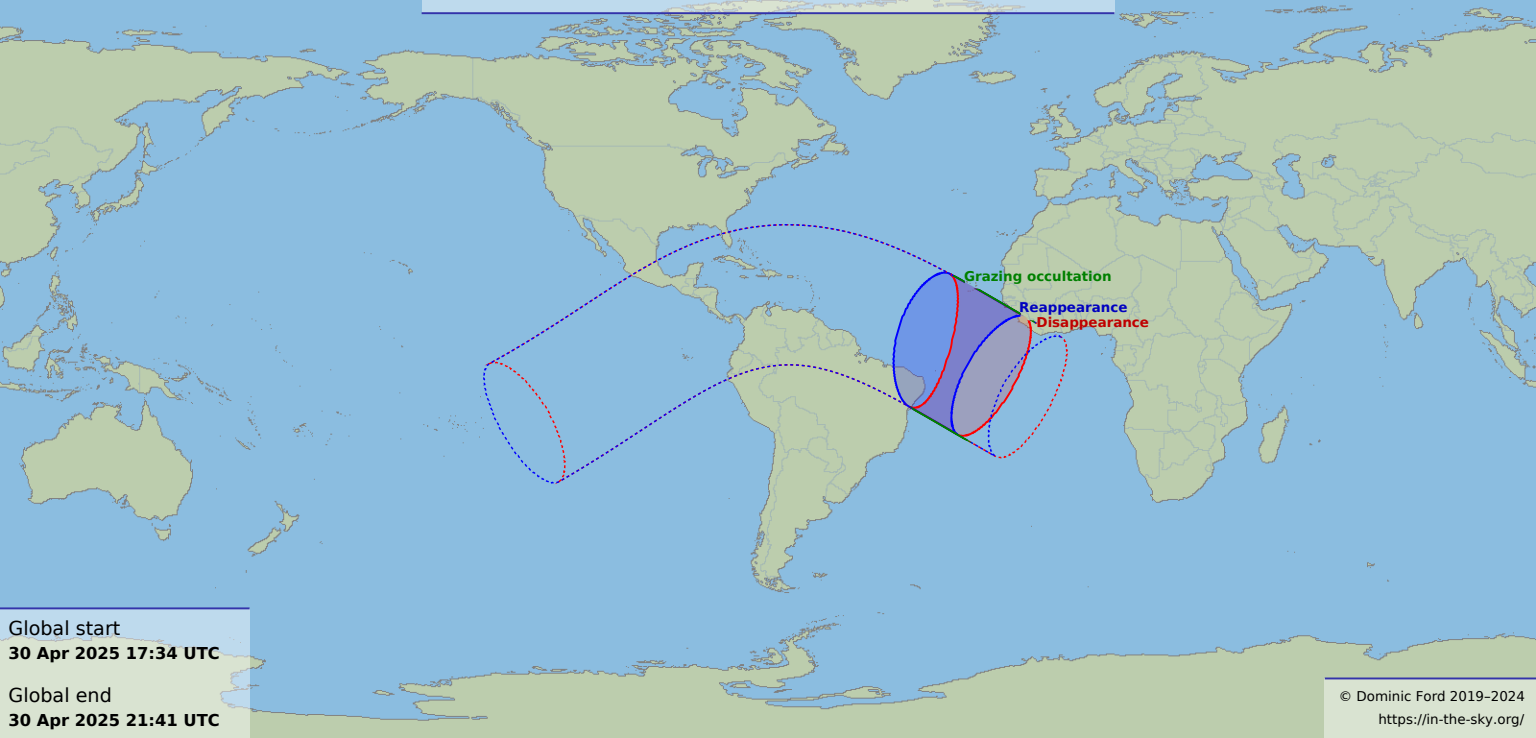 Grazing occultation
Reappearance
Disappearance
Global start
30 Apr 2025 17:34 UTC
Global end
30 Apr 2025 21:41 UTC
© Dominic Ford 2019–2024
https://in-the-sky.org/